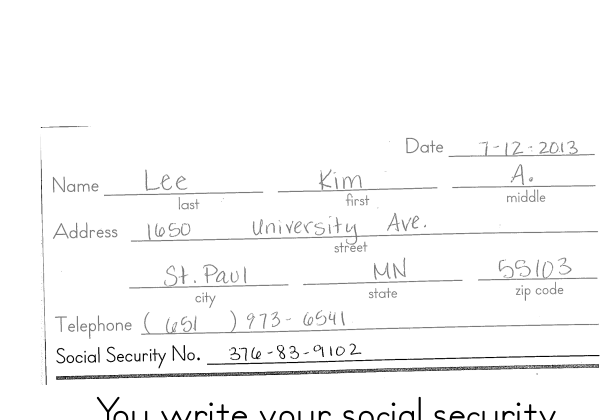 Date 7-12-2013
Name Lee Kim A.
last first middle
Address 1650 University Ave.
street
St. Paul MN 55103
city state zip code
Telephone (651) 973-6541
Social Security No. 376-83-9102
You write your social security